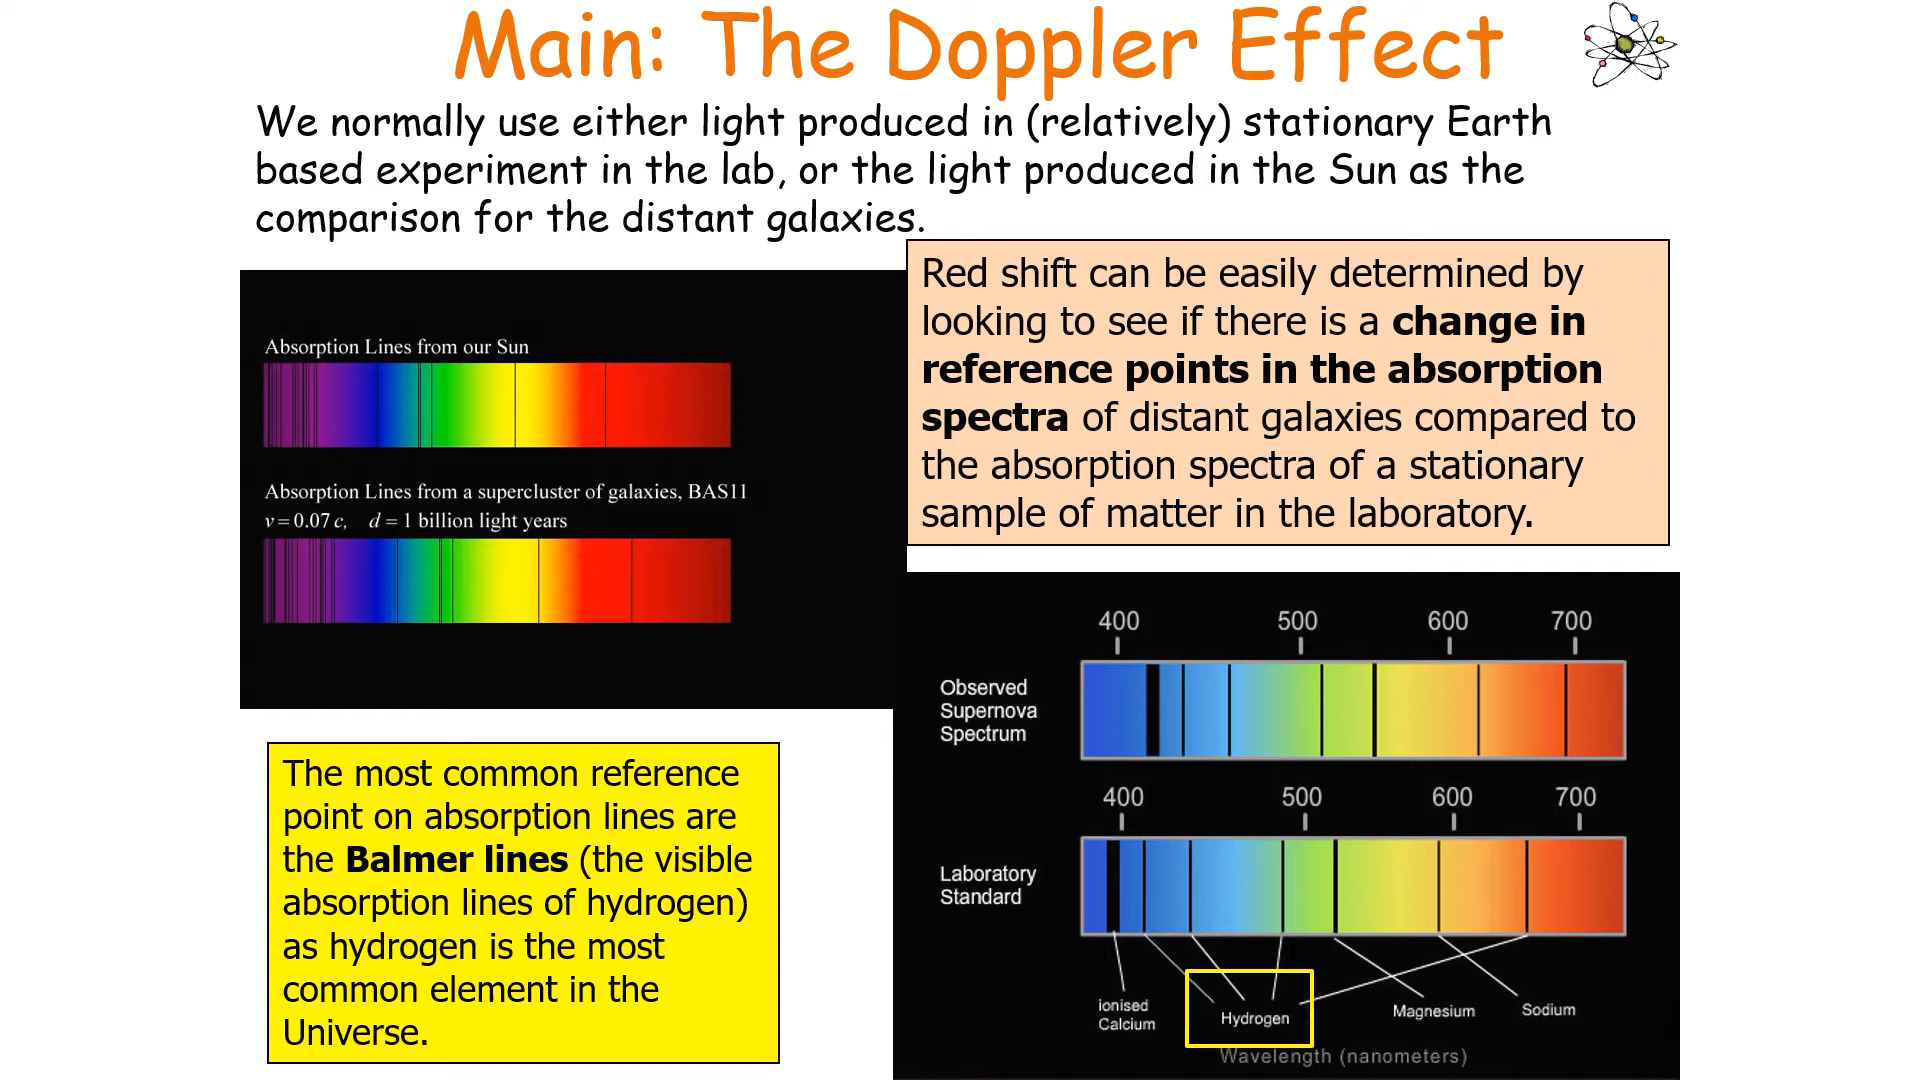 Main: The Doppler Effect
We normally use either light produced in (relatively) stationary Earth
based experiment in the lab, or the light produced in the Sun as the
comparison for the distant galaxies.
Absorption Lines from our Sun
Absorption Lines from a supercluster of galaxies, BAS11
v = 0.07 c, d = 1 billion light years
Red shift can be easily determined by
looking to see if there is a change in
reference points in the absorption
spectra of distant galaxies compared to
the absorption spectra of a stationary
sample of matter in the laboratory.
The most common reference
point on absorption lines are
the Balmer lines (the visible
absorption lines of hydrogen)
as hydrogen is the most
common element in the
Universe.
400 500 600 700
Observed
Supernova
Spectrum
400 500 600 700
Laboratory
Standard
ionised
Calcium
Hydrogen
Magnesium
Sodium
Wavelength (nanometers)